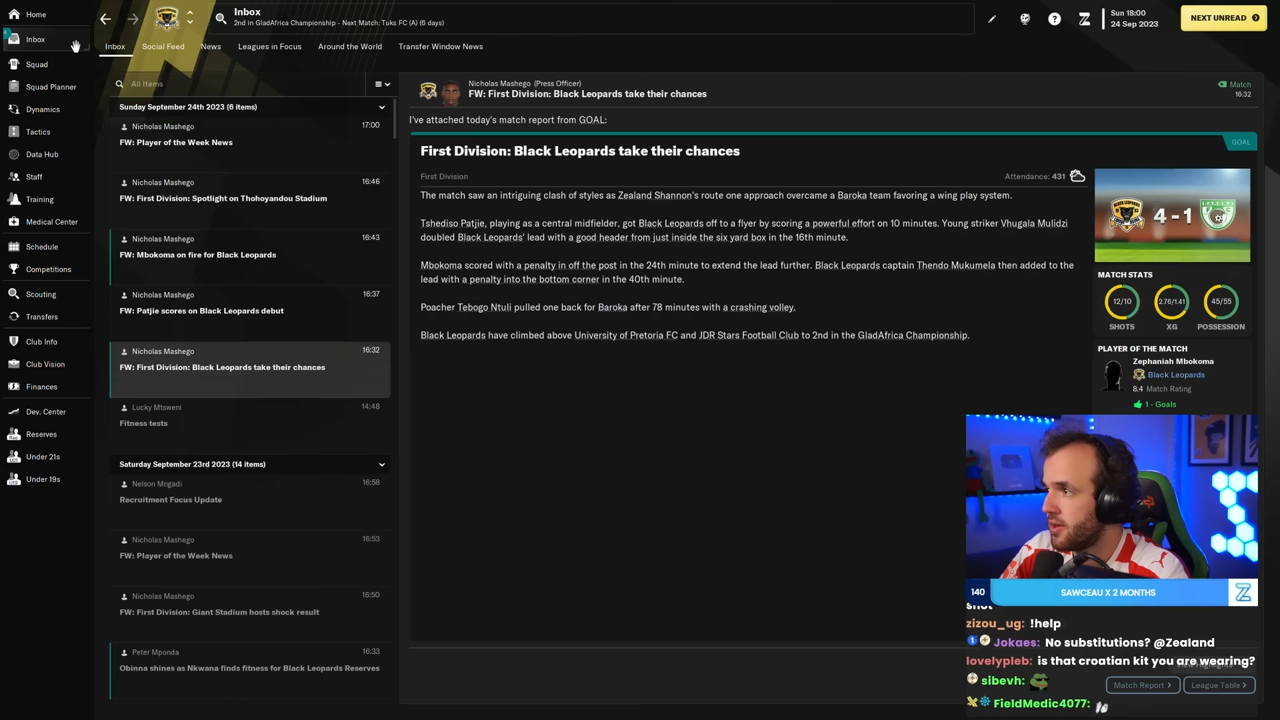 Home
Inbox
Squad
Squad Planner
Dynamics
Tactics
Data Hub
Staff
Training
Medical Center
Schedule
Competitions
Scouting
Transfers
Club Info
Club Vision
Finances
Dev. Center
Reserves
Under 21s
Under 19s
Inbox
2nd in GladAfrica Championship - Next Match: Tuks FC (A) (6 days)
Sun 18:00
24 Sep 2023
NEXT UNREAD
Inbox Social Feed News Leagues in Focus Around the World Transfer Window News
All Items
Sunday September 24th 2023 (6 items)
Nicholas Mashego 17:00
FW: Player of the Week News
Nicholas Mashego 16:46
FW: First Division: Spotlight on Thohoyandou Stadium
Nicholas Mashego 16:43
FW: Mbokoma on fire for Black Leopards
Nicholas Mashego 16:37
FW: Patjie scores on Black Leopards debut
Nicholas Mashego 16:32
FW: First Division: Black Leopards take their chances
Lucky Mtsweni 14:48
Fitness tests
Saturday September 23rd 2023 (14 items)
Nelson Mngadi 16:58
Recruitment Focus Update
Nicholas Mashego 16:53
FW: Player of the Week News
Nicholas Mashego 16:50
FW: First Division: Giant Stadium hosts shock result
Peter Mponda 16:33
Obinna shines as Nkwana finds fitness for Black Leopards Reserves
Nicholas Mashego (Press Officer)
FW: First Division: Black Leopards take their chances
Match
16:32
I've attached today's match report from GOAL:
GOAL
First Division: Black Leopards take their chances
First Division
Attendance: 431
The match saw an intriguing clash of styles as Zealand Shannon's route one approach overcame a Baroka team favoring a wing play system.
Tshediso Patjie, playing as a central midfielder, got Black Leopards off to a flyer by scoring a powerful effort on 10 minutes. Young striker Vhugala Mulidzi
doubled Black Leopards' lead with a good header from just inside the six yard box in the 16th minute.
Mbokoma scored with a penalty in off the post in the 24th minute to extend the lead further. Black Leopards captain Thendo Mukumela then added to the
lead with a penalty into the bottom corner in the 40th minute.
Poacher Tebogo Ntuli pulled one back for Baroka after 78 minutes with a crashing volley.
Black Leopards have climbed above University of Pretoria FC and JDR Stars Football Club to 2nd in the GladAfrica Championship.
4 - 1
MATCH STATS
12/10 2.76/1.41 45/55
SHOTS XG POSSESSION
PLAYER OF THE MATCH
Zephaniah Mbokoma
Black Leopards
8.4 Match Rating
1 - Goals
140 SAWCEAU X 2 MONTHS
zizou_ug: !help
Jokaes: No substitutions? @Zealand
lovelypleb: is that croatian kit you are wearing?
sibevh:
FieldMedic4077:
Match Report
League Table